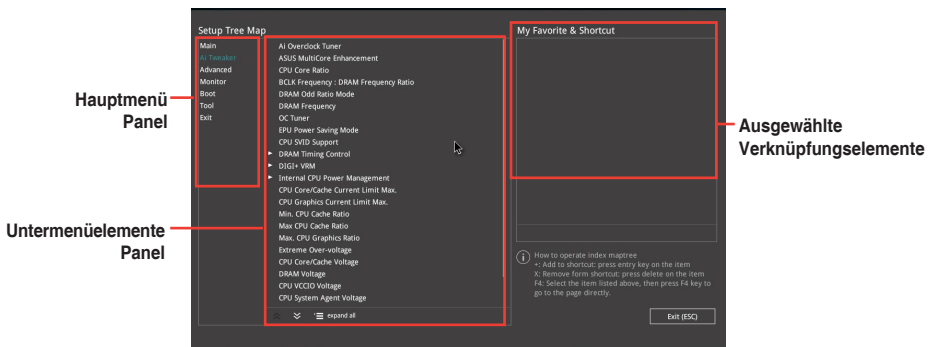 Setup Tree Map
My Favorite & Shortcut
Main
Ai Tweaker
Advanced
Monitor
Boot
Tool
Exit
Ai Overclock Tuner
ASUS MultiCore Enhancement
CPU Core Ratio
BCLK Frequency : DRAM Frequency Ratio
DRAM Odd Ratio Mode
DRAM Frequency
OC Tuner
EPU Power Saving Mode
CPU SVID Support
DRAM Timing Control
DIGI+ VRM
Internal CPU Power Management
CPU Core/Cache Current Limit Max.
CPU Graphics Current Limit Max.
Min. CPU Cache Ratio
Max CPU Cache Ratio
Max. CPU Graphics Ratio
Extreme Over-voltage
CPU Core/Cache Voltage
DRAM Voltage
CPU VCCIO Voltage
CPU System Agent Voltage
expand all
How to operate index maptree
+: Add to shortcut: press entry key on the item
X: Remove form shortcut: press delete on the item
F4: Select the item listed above, then press F4 key to
go to the page directly.
Exit (ESC)
Hauptmenü
Panel
Untermenüelemente
Panel
Ausgewählte
Verknüpfungselemente